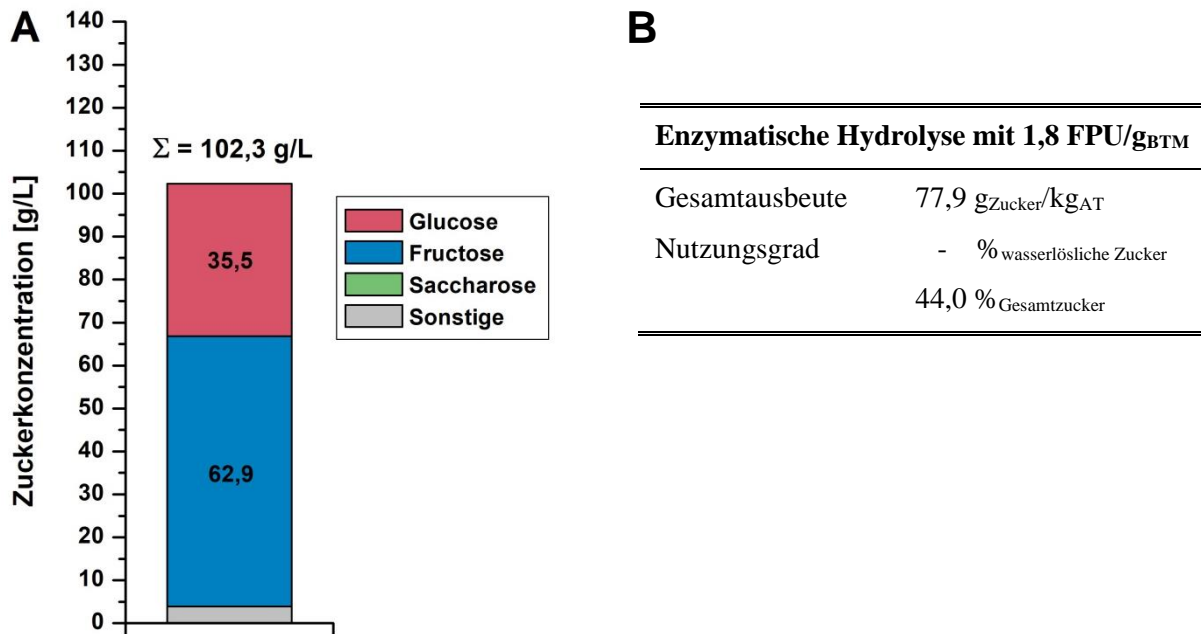 A
Zuckerkonzentration [g/L]
140
130
120
110
100
90
80
70
60
50
40
30
20
10
0
Σ = 102,3 g/L
35,5
62,9
Glucose
Fructose
Saccharose
Sonstige
B
Enzymatische Hydrolyse mit 1,8 FPU/gBTM
Gesamtausbeute 77,9 gZucker/kgAT
Nutzungsgrad - %wasserlösliche Zucker
44,0 %Gesamtzucker